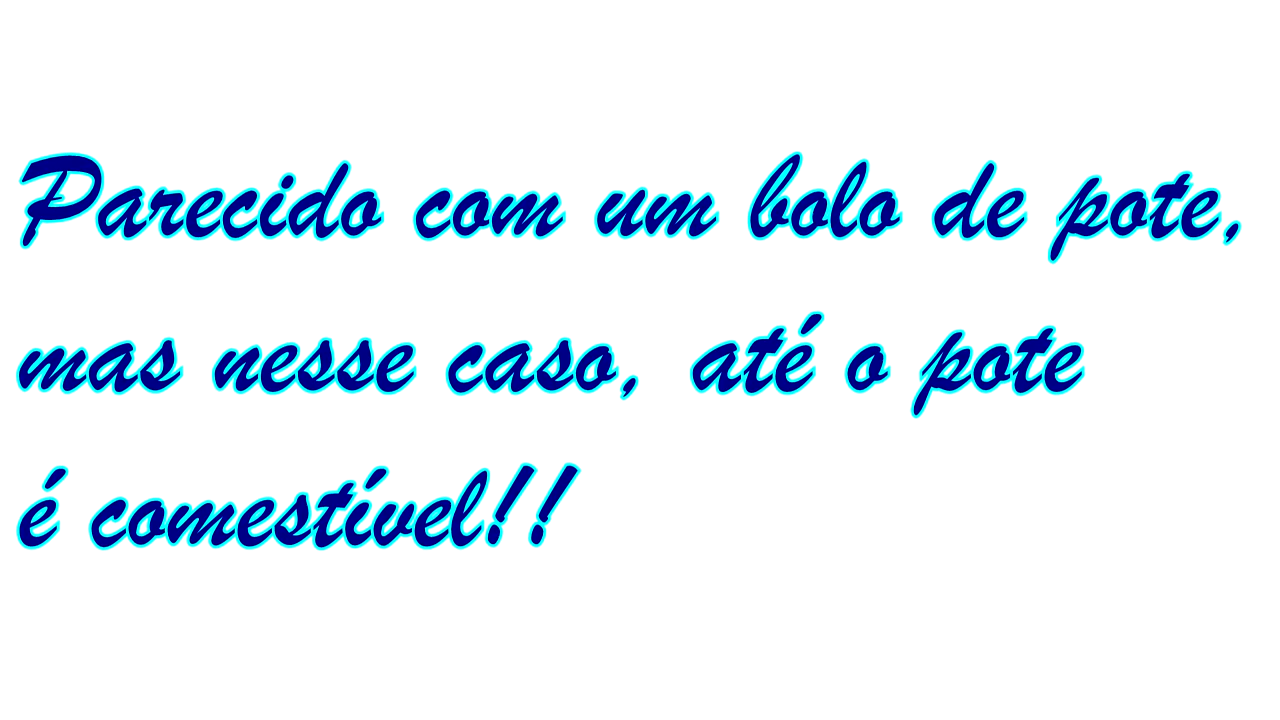 Parecido com um bolo de pote,
mas nesse caso, até o pote
é comestível!!